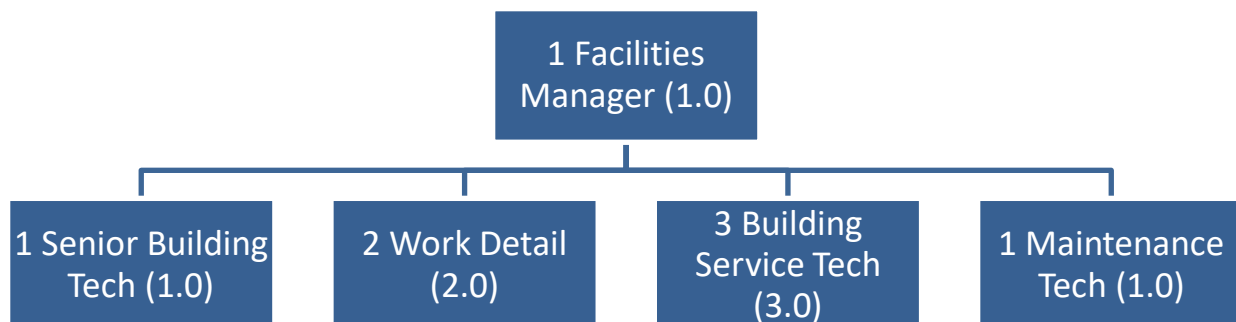 1 Facilities
Manager (1.0)
1 Senior Building
Tech (1.0)
2 Work Detail
(2.0)
3 Building
Service Tech
(3.0)
1 Maintenance
Tech (1.0)